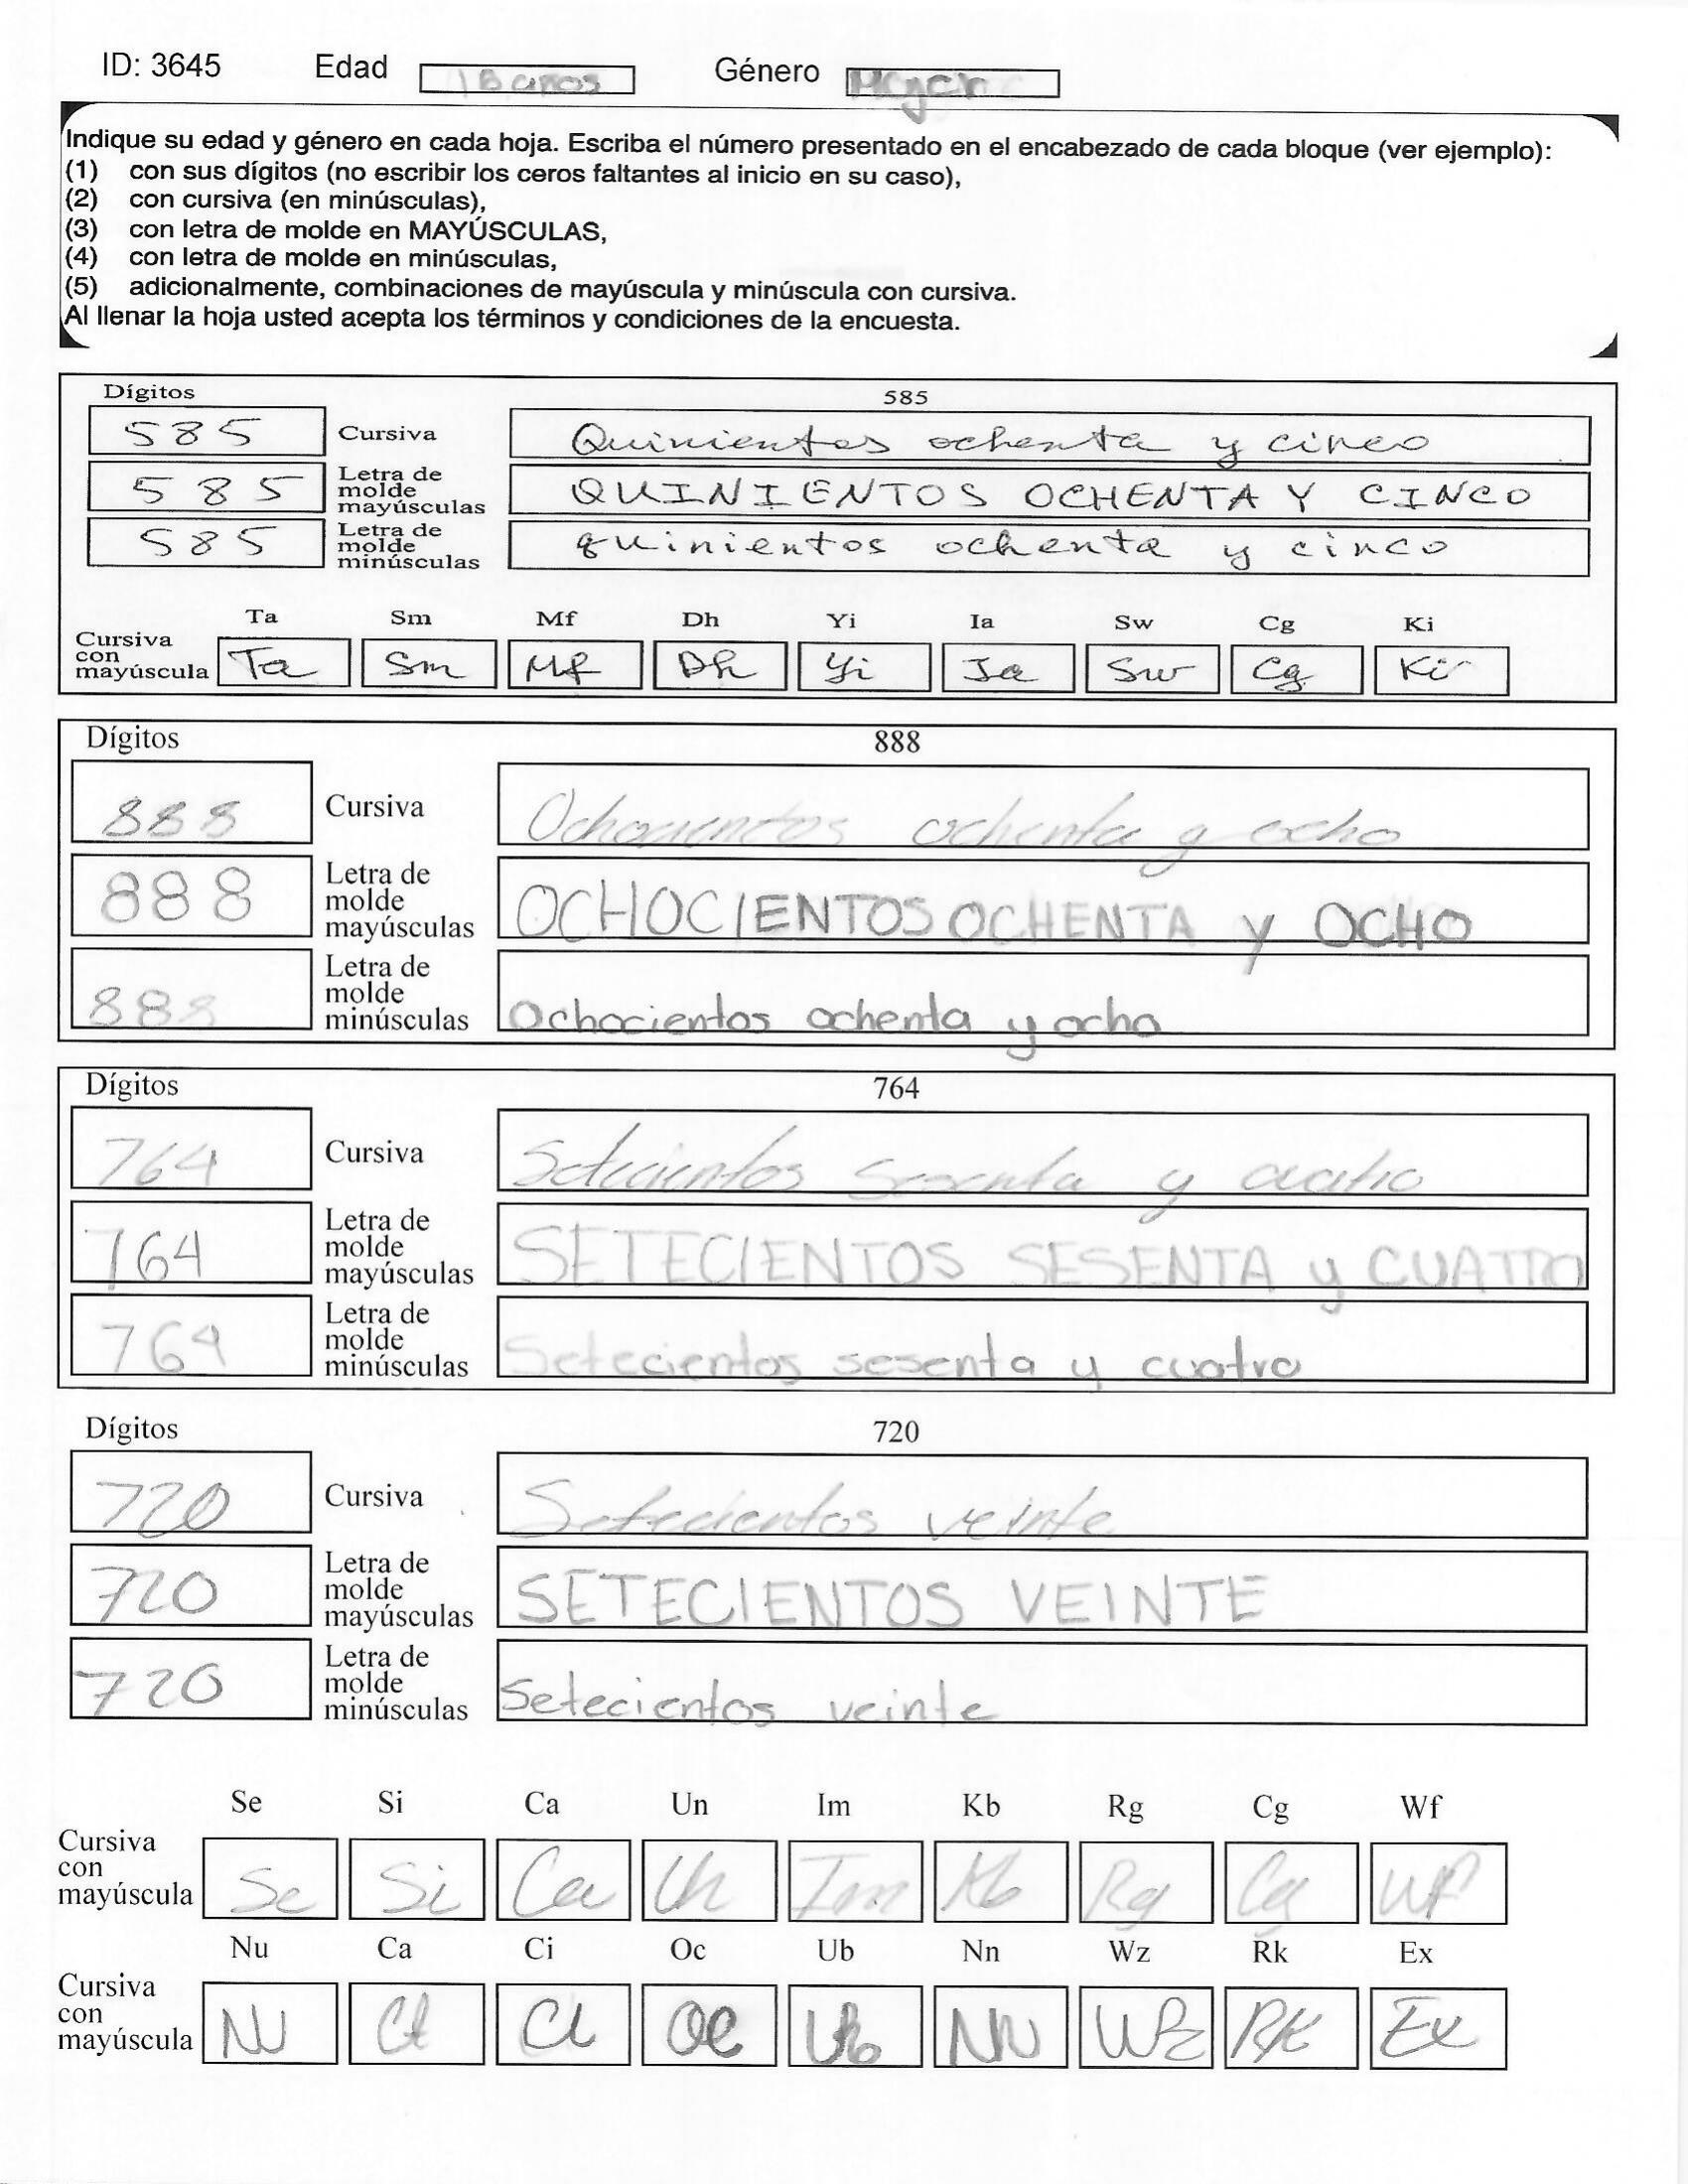 ID: 3645 Edad 18 años Género Mujer
Indique su edad y género en cada hoja. Escriba el número presentado en el encabezado de cada bloque (ver ejemplo):
(1) con sus dígitos (no escribir los ceros faltantes al inicio en su caso),
(2) con cursiva (en minúsculas),
(3) con letra de molde en MAYÚSCULAS,
(4) con letra de molde en minúsculas,
(5) adicionalmente, combinaciones de mayúscula y minúscula con cursiva.
Al llenar la hoja usted acepta los términos y condiciones de la encuesta.
Dígitos 585
585 Cursiva Quinientos ochenta y cinco
585 Letra de molde mayúsculas QUINIENTOS OCHENTA Y CINCO
585 Letra de molde minúsculas quinientos ochenta y cinco
Ta Sm Mf Dh Yi Ia Sw Cg Ki
Cursiva con mayúscula Ta Sm Mf Dh Yi Ia Sw Cg Ki
Dígitos 888
888 Cursiva Ochocientos ochenta y ocho
888 Letra de molde mayúsculas OCHOCIENTOS OCHENTA y OCHO
888 Letra de molde minúsculas Ochocientos ochenta y ocho
Dígitos 764
764 Cursiva Setecientos sesenta y cuatro
764 Letra de molde mayúsculas SETECIENTOS SESENTA y CUATRO
764 Letra de molde minúsculas Setecientos sesenta y cuatro
Dígitos 720
720 Cursiva Setecientos veinte
720 Letra de molde mayúsculas SETECIENTOS VEINTE
720 Letra de molde minúsculas Setecientos veinte
Se Si Ca Un Im Kb Rg Cg Wf
Cursiva con mayúscula Se Si Ca Un Im Kb Rg Cg Wf
Nu Ca Ci Oc Ub Nn Wz Rk Ex
Cursiva con mayúscula Nu Ca Ci Oc Ub Nn Wz Rk Ex